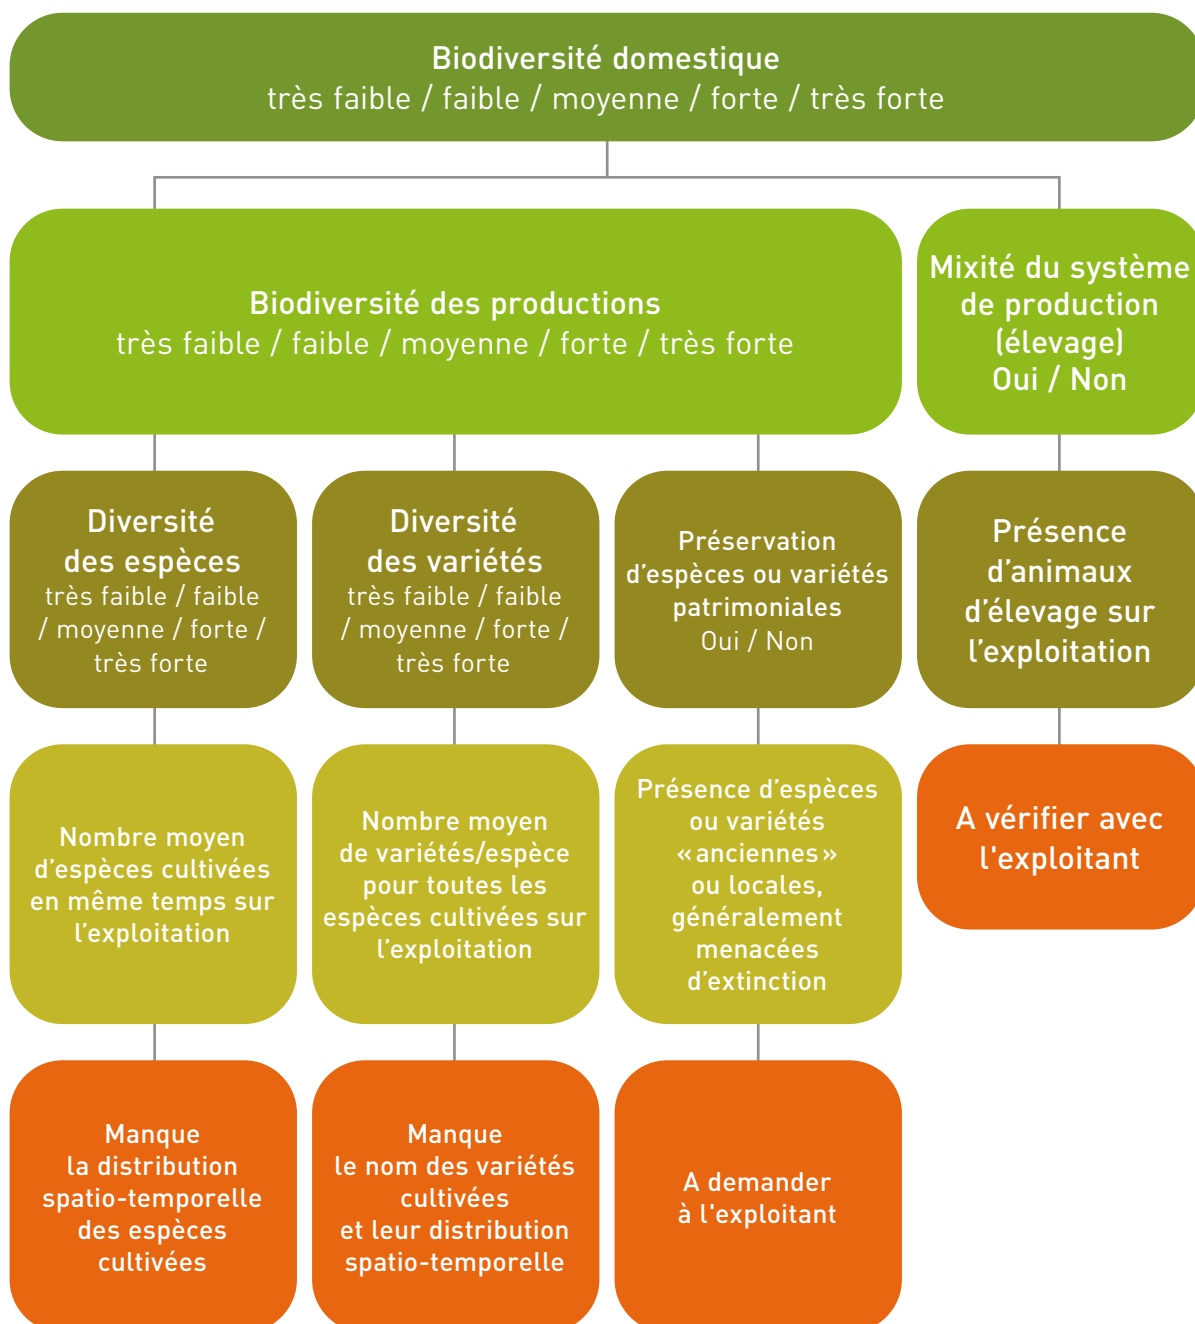 Biodiversité domestique
très faible / faible / moyenne / forte / très forte
Biodiversité des productions
très faible / faible / moyenne / forte / très forte
Mixité du système
de production
(élevage)
Oui / Non
Diversité
des espèces
très faible / faible
/ moyenne / forte /
très forte
Diversité
des variétés
très faible / faible
/ moyenne / forte /
très forte
Préservation
d’espèces ou variétés
patrimoniales
Oui / Non
Présence
d’animaux
d’élevage sur
l’exploitation
Nombre moyen
d’espèces cultivées
en même temps sur
l’exploitation
Nombre moyen
de variétés/espèce
pour toutes les
espèces cultivées sur
l’exploitation
Présence d’espèces
ou variétés
« anciennes »
ou locales,
généralement
menacées
d’extinction
A vérifier avec
l'exploitant
Manque
la distribution
spatio-temporelle
des espèces
cultivées
Manque
le nom des variétés
cultivées
et leur distribution
spatio-temporelle
A demander
à l'exploitant